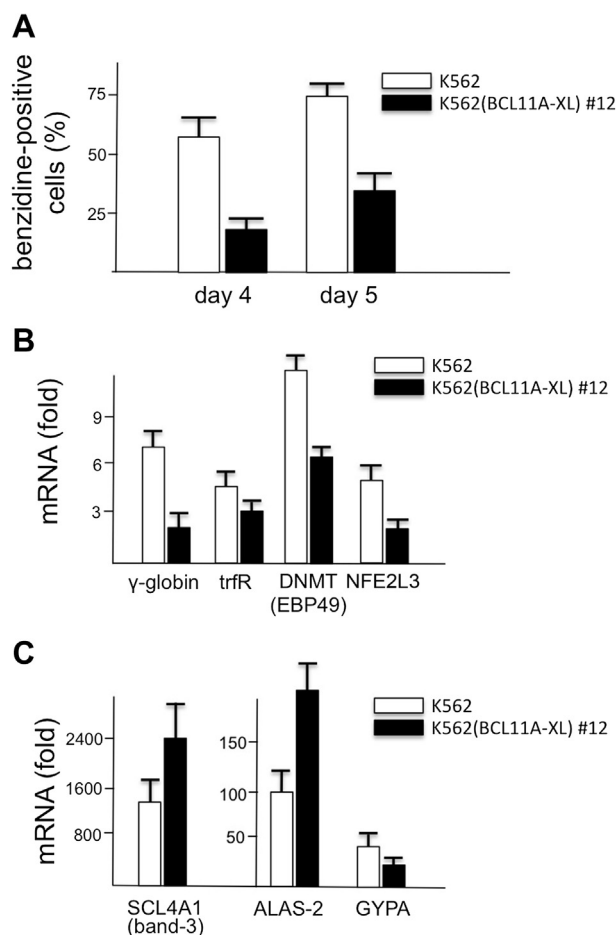 A
benzidine-positive
cells (%)
75
50
25
K562
K562(BCL11A-XL) #12
day 4 day 5
B
mRNA (fold)
9
6
3
K562
K562(BCL11A-XL) #12
γ-globin trfR DNMT NFE2L3
(EBP49)
C
mRNA (fold)
2400
1600
800
150
100
50
K562
K562(BCL11A-XL) #12
SCL4A1 ALAS-2 GYPA
(band-3)